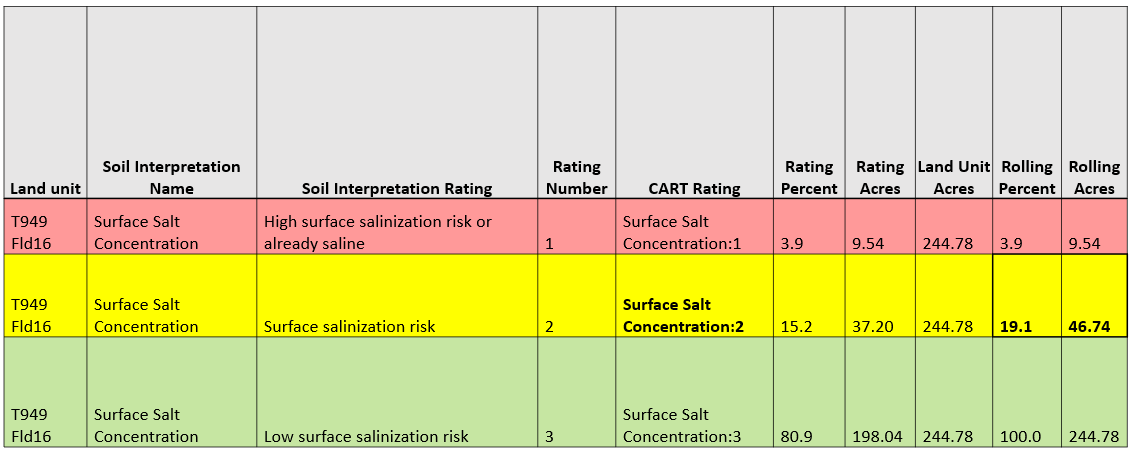 Land unit
Soil Interpretation
Name
Soil Interpretation Rating
Rating
Number
CART Rating
Rating
Percent
Rating
Acres
Land Unit
Acres
Rolling
Percent
Rolling
Acres
T949
Fld16
Surface Salt
Concentration
High surface salinization risk or
already saline
1
Surface Salt
Concentration:1
3.9
9.54
244.78
3.9
9.54
T949
Fld16
Surface Salt
Concentration
Surface salinization risk
2
Surface Salt
Concentration:2
15.2
37.20
244.78
19.1
46.74
T949
Fld16
Surface Salt
Concentration
Low surface salinization risk
3
Surface Salt
Concentration:3
80.9
198.04
244.78
100.0
244.78